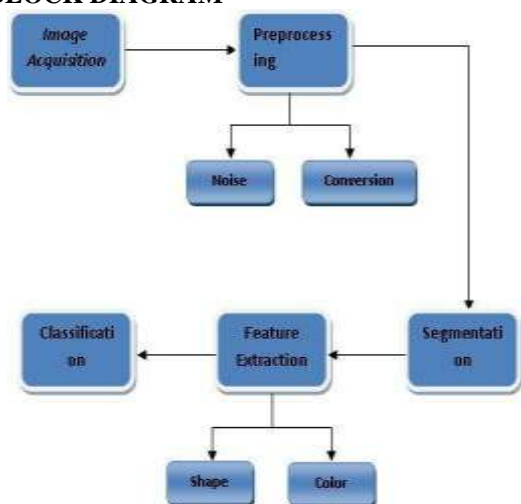 BLOCK DIAGRAM
Image
Acquisition
Preprocess
ing
Noise
Conversion
Classificati
on
Feature
Extraction
Segmentati
on
Shape
Color